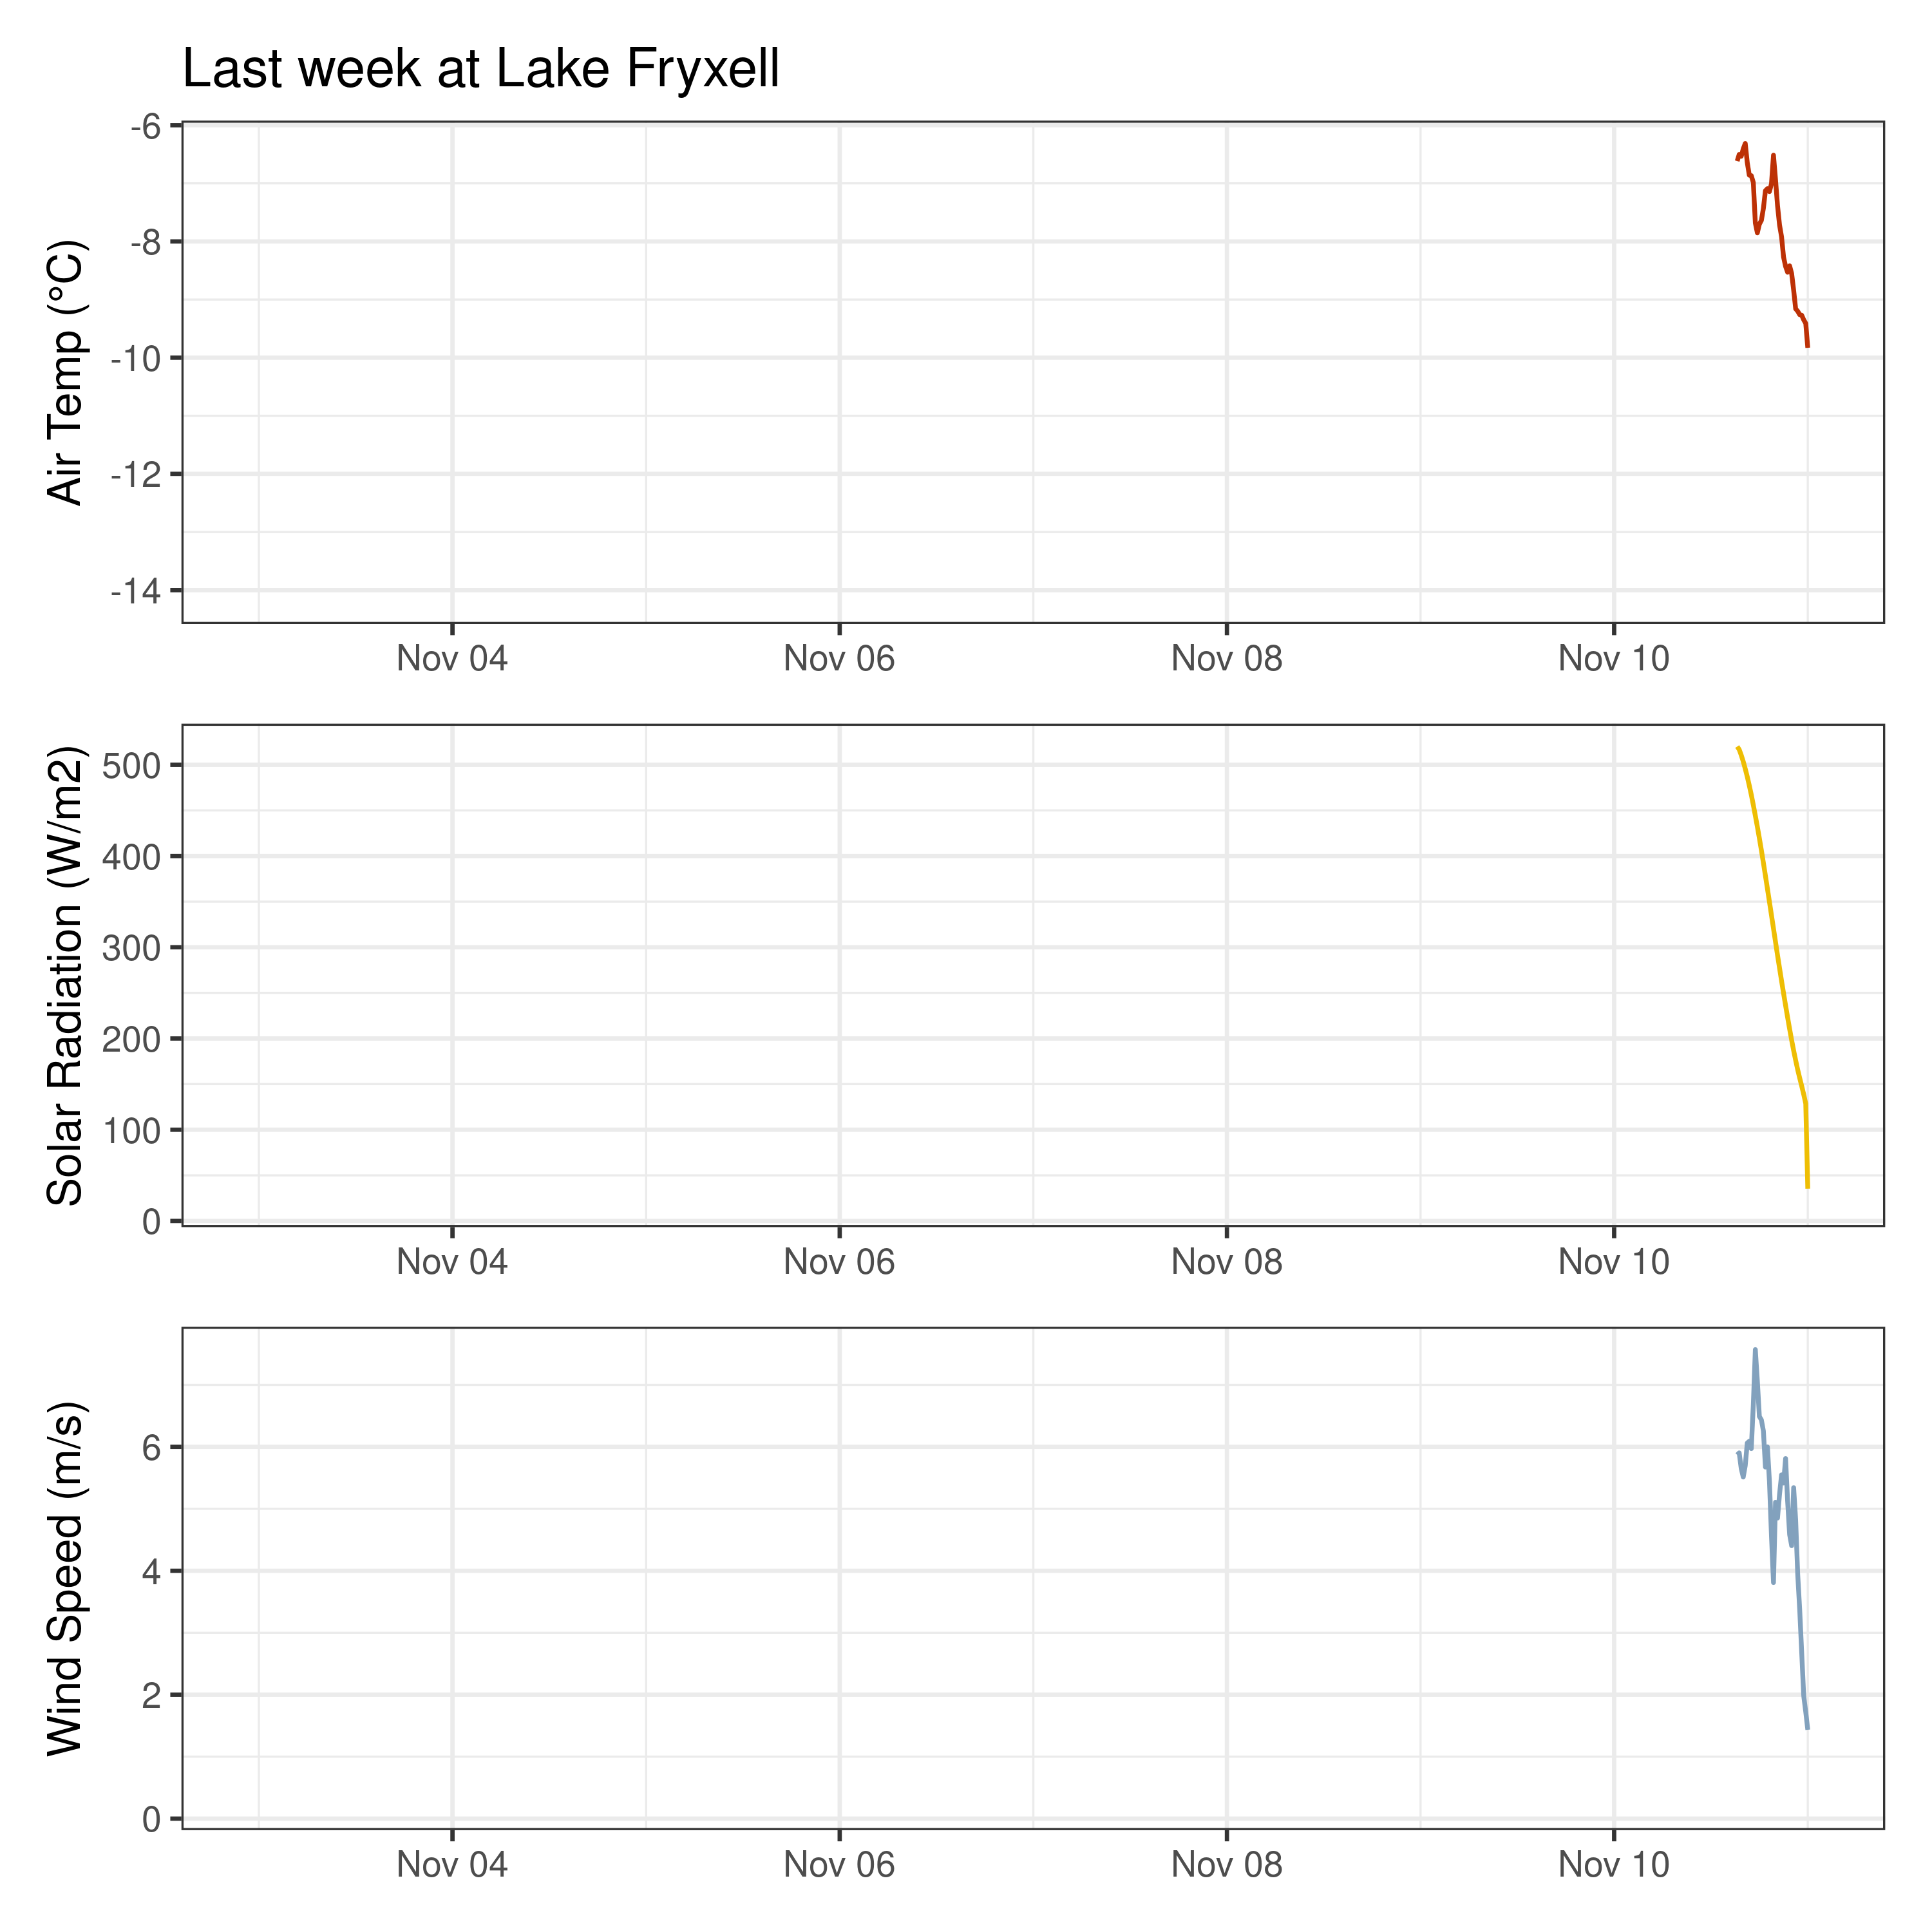 Last week at Lake Fryxell
Air Temp (°C)
-6
-8
-10
-12
-14
Nov 04 Nov 06 Nov 08 Nov 10
Solar Radiation (W/m2)
500
400
300
200
100
0
Nov 04 Nov 06 Nov 08 Nov 10
Wind Speed (m/s)
6
4
2
0
Nov 04 Nov 06 Nov 08 Nov 10